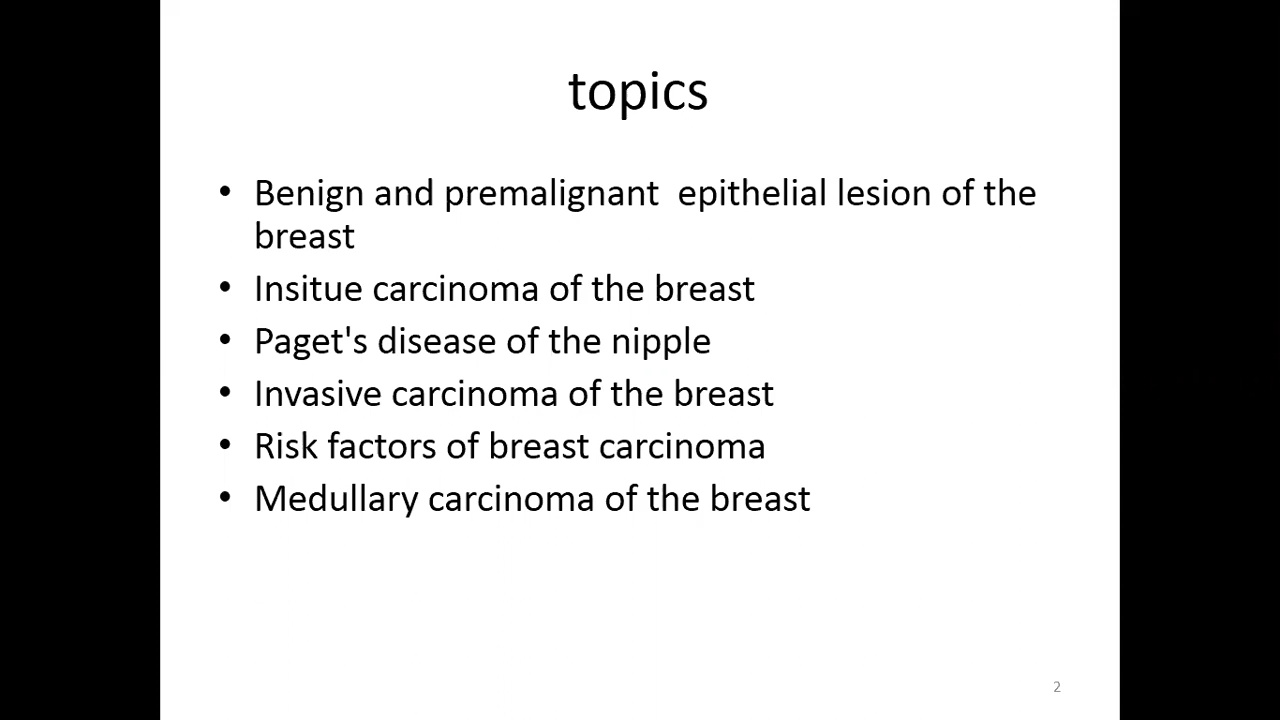 topics
• Benign and premalignant  epithelial lesion of the
breast
• Insitue carcinoma of the breast
• Paget's disease of the nipple
• Invasive carcinoma of the breast
• Risk factors of breast carcinoma
• Medullary carcinoma of the breast
2